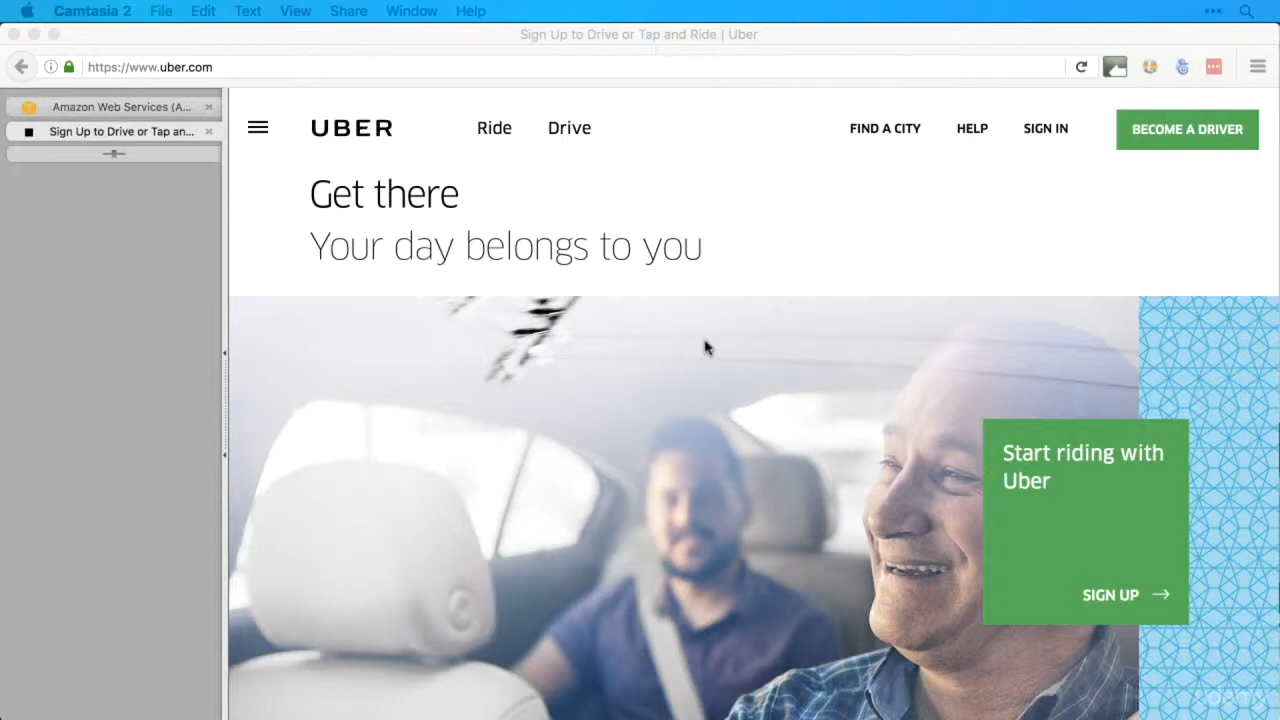 Camtasia 2 File Edit Text View Share Window Help
Sign Up to Drive or Tap and Ride | Uber
https://www.uber.com
Amazon Web Services (A...
Sign Up to Drive or Tap an...
UBER Ride Drive FIND A CITY HELP SIGN IN BECOME A DRIVER
Get there
Your day belongs to you
Start riding with
Uber
SIGN UP